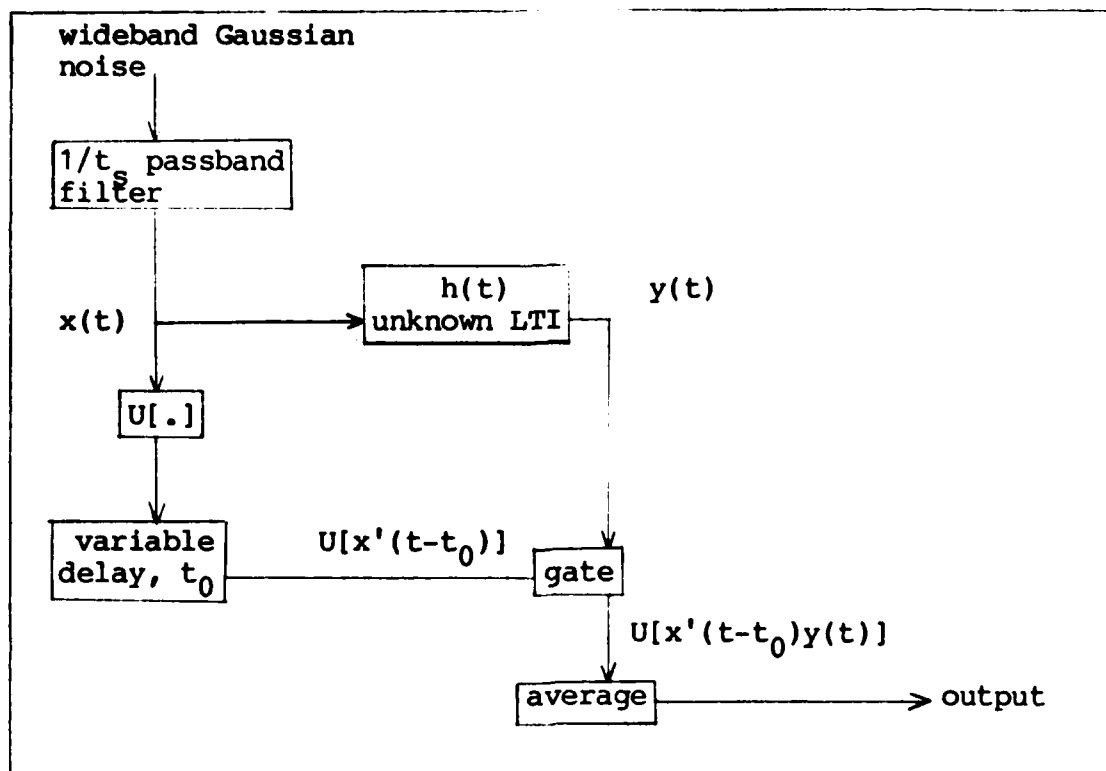 wideband Gaussian
noise
1/t_s passband
filter
h(t)
unknown LTI
y(t)
x(t)
U[.]
variable
delay, t_0
U[x'(t-t_0)]
gate
U[x'(t-t_0)y(t)]
average
output